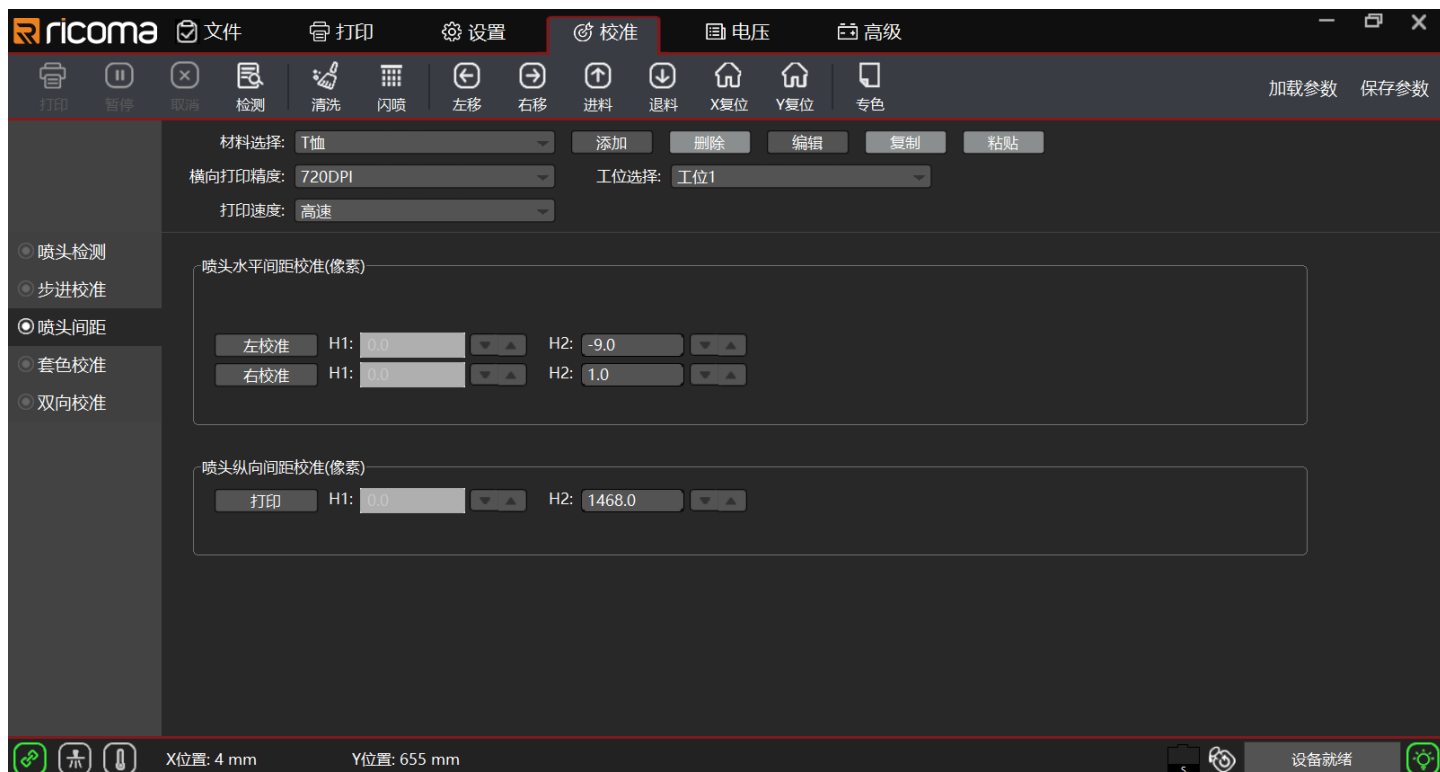 ricoma 文件 打印 设置 校准 电压 高级
打印 暂停 取消 检测 清洗 闪喷 左移 右移 进料 退料 X复位 Y复位 专色 加载参数 保存参数
材料选择: T恤 添加 删除 编辑 复制 粘贴
横向打印精度: 720DPI 工位选择: 工位1
打印速度: 高速
喷头检测
步进校准
喷头间距
套色校准
双向校准
喷头水平间距校准(像素)
左校准 H1: 0.0 H2: -9.0
右校准 H1: 0.0 H2: 1.0
喷头纵向间距校准(像素)
打印 H1: 0.0 H2: 1468.0
X位置: 4 mm Y位置: 655 mm S 设备就绪